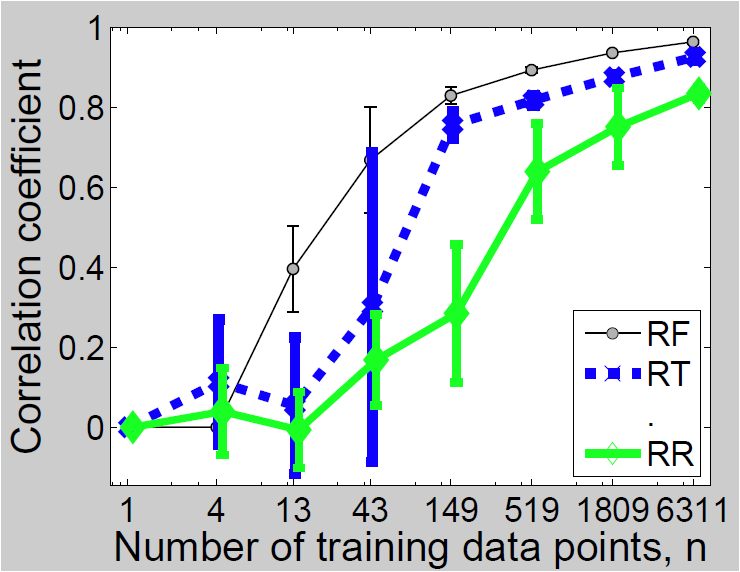 Correlation coefficient
1
0.8
0.6
0.4
0.2
0
RF
RT
.
RR
1 4 13 43 149 519 1809 6311
Number of training data points, n